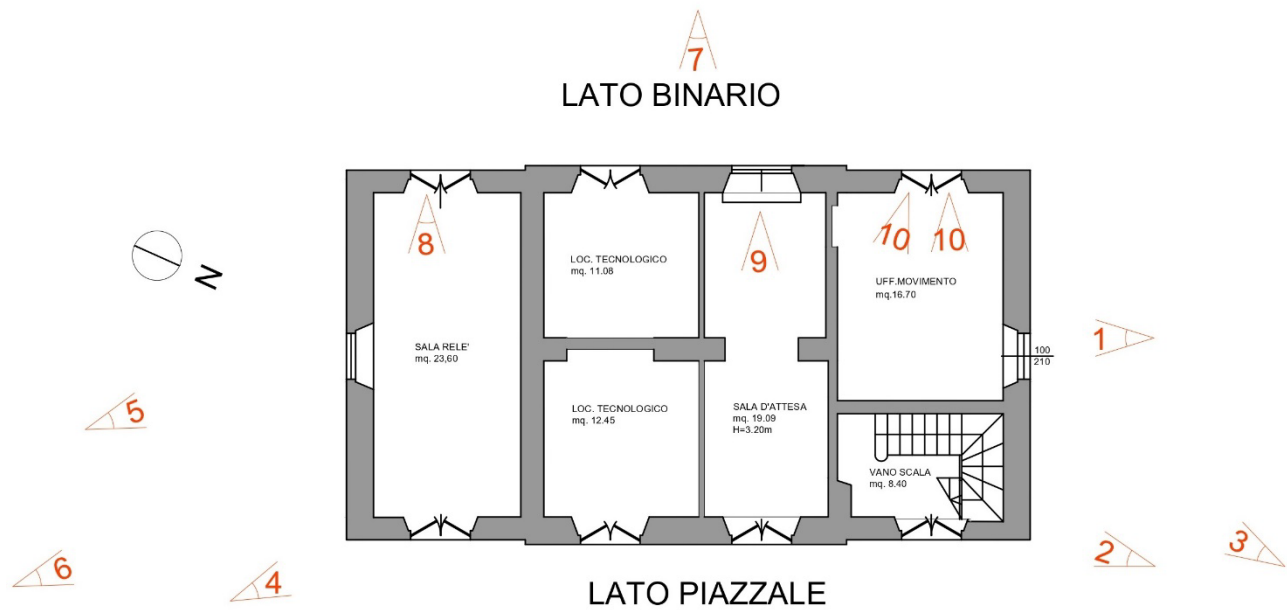 7
LATO BINARIO
8
LOC. TECNOLOGICO
mq. 11.08
9
10
10
UFF.MOVIMENTO
mq.16.70
N
SALA RELE'
mq. 23,60
1
100
210
5
LOC. TECNOLOGICO
mq. 12.45
SALA D'ATTESA
mq. 19.09
H=3.20m
VANO SCALA
mq. 8.40
6
4
2
3
LATO PIAZZALE